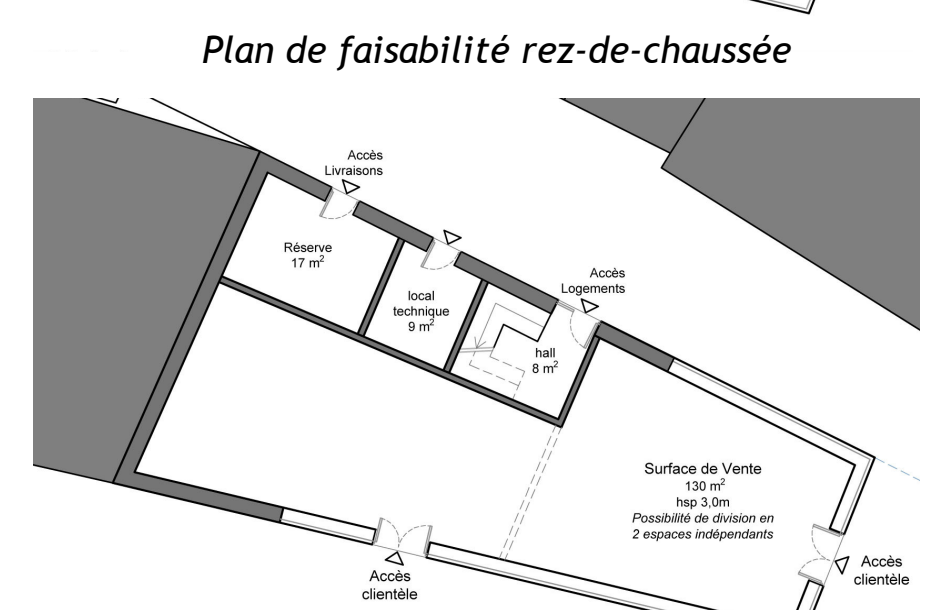 Plan de faisabilité rez-de-chaussée
Accès
Livraisons
Réserve
17 m²
local
technique
9 m²
Accès
Logements
hall
8 m²
Surface de Vente
130 m²
hsp 3,0m
Possibilité de division en
2 espaces indépendants
Accès
clientèle
Accès
clientèle